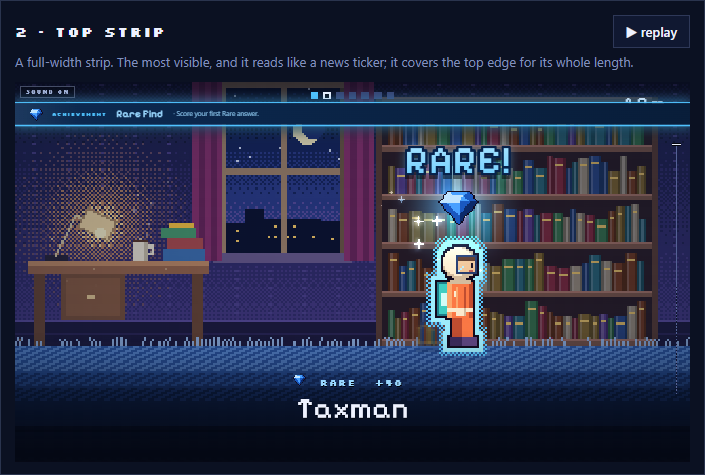 2 - TOP STRIP
▶ replay
A full-width strip. The most visible, and it reads like a news ticker; it covers the top edge for its whole length.
SOUND ON
ACHIEVEMENT Rare Find · Score your first Rare answer.
RARE!
RARE +90
Taxman